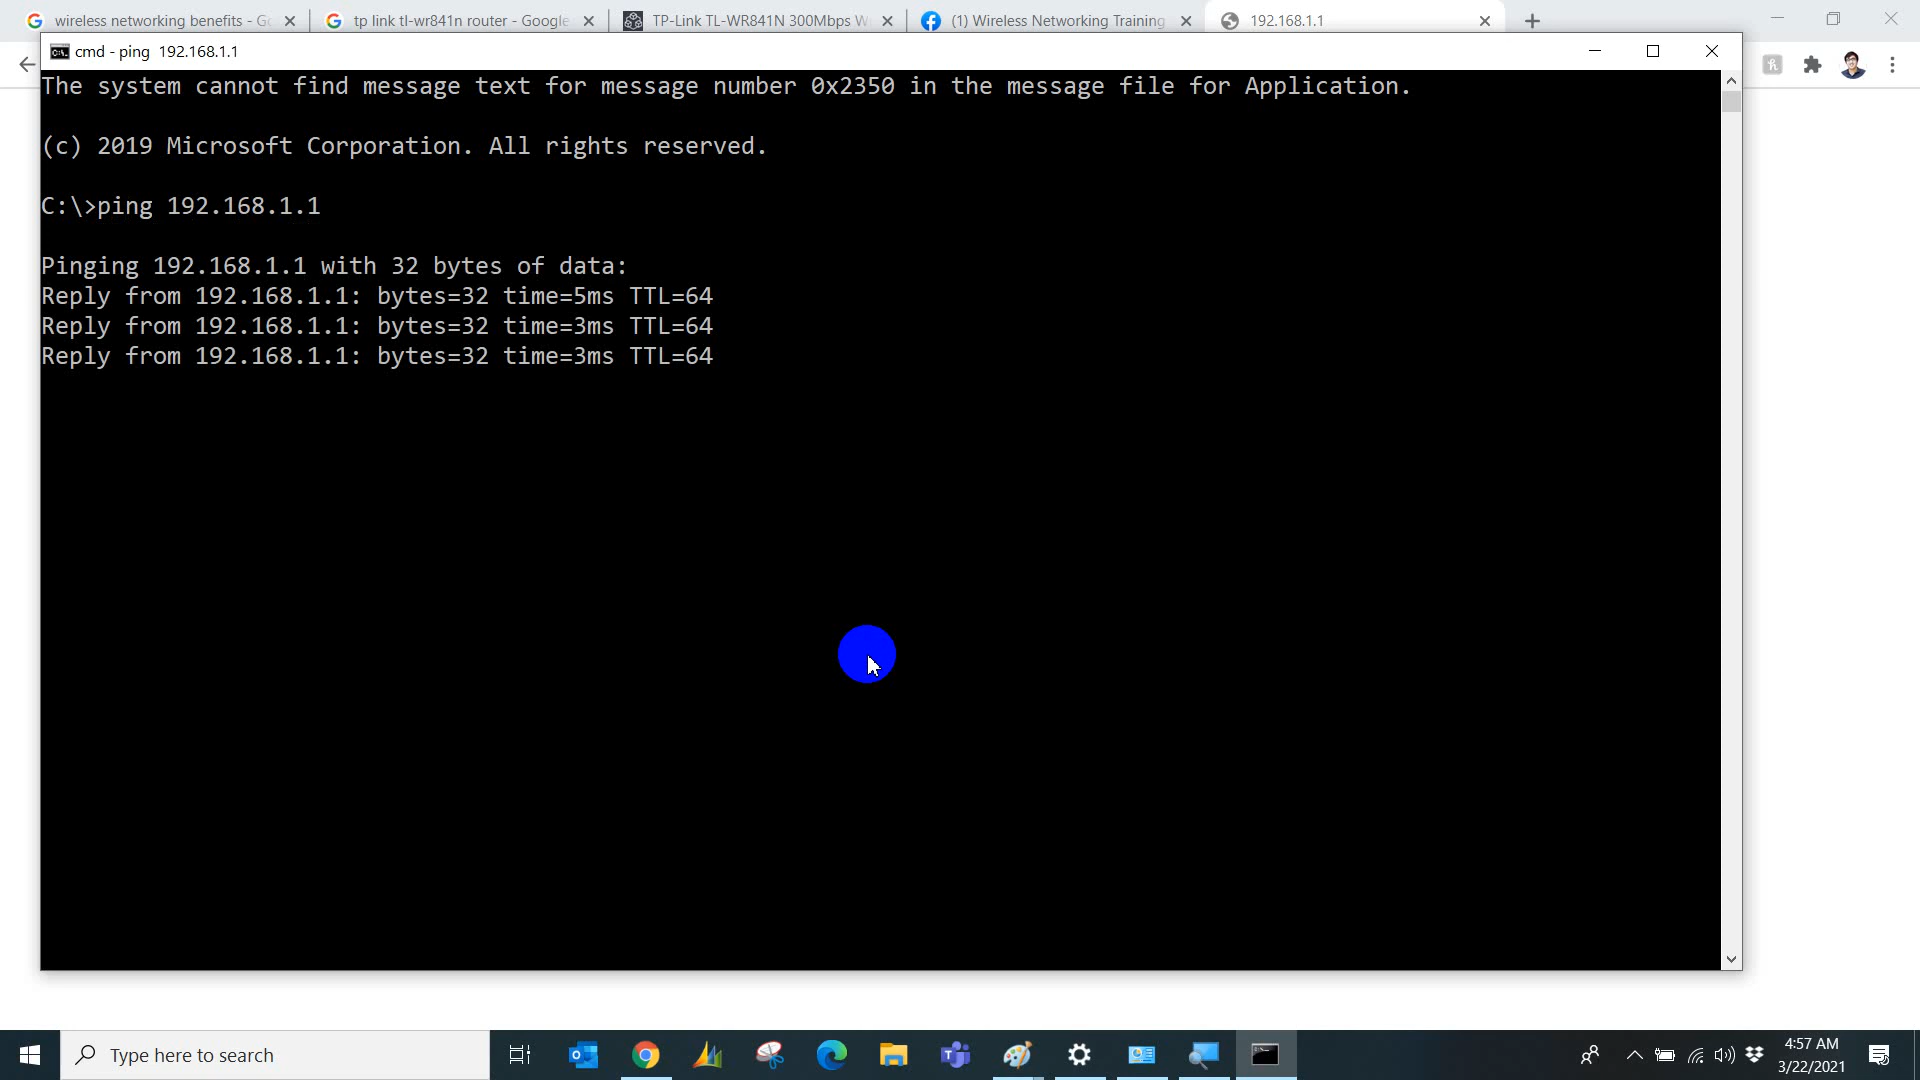 wireless networking benefits - G
tp link tl-wr841n router - Google
TP-Link TL-WR841N 300Mbps W
(1) Wireless Networking Training
192.168.1.1
cmd - ping 192.168.1.1
The system cannot find message text for message number 0x2350 in the message file for Application.
(c) 2019 Microsoft Corporation. All rights reserved.
C:\>ping 192.168.1.1
Pinging 192.168.1.1 with 32 bytes of data:
Reply from 192.168.1.1: bytes=32 time=5ms TTL=64
Reply from 192.168.1.1: bytes=32 time=3ms TTL=64
Reply from 192.168.1.1: bytes=32 time=3ms TTL=64
Type here to search
4:57 AM
3/22/2021